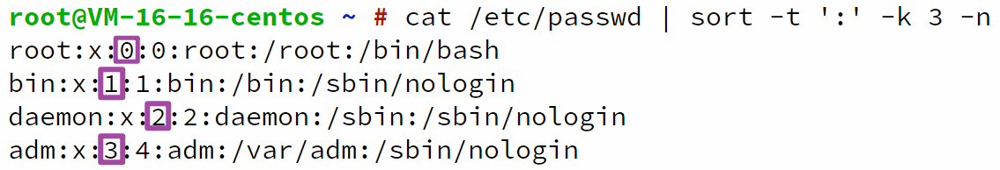 root@VM-16-16-centos ~ # cat /etc/passwd | sort -t ':' -k 3 -n
root:x:0:0:root:/root:/bin/bash
bin:x:1:1:bin:/bin:/sbin/nologin
daemon:x:2:2:daemon:/sbin:/sbin/nologin
adm:x:3:4:adm:/var/adm:/sbin/nologin